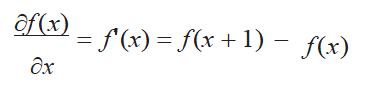 ∂f(x)/∂x = f'(x) = f(x + 1) − f(x)